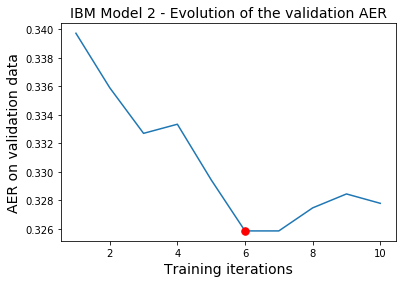 IBM Model 2 - Evolution of the validation AER
0.340
0.338
0.336
0.334
0.332
0.330
0.328
0.326
AER on validation data
2 4 6 8 10
Training iterations